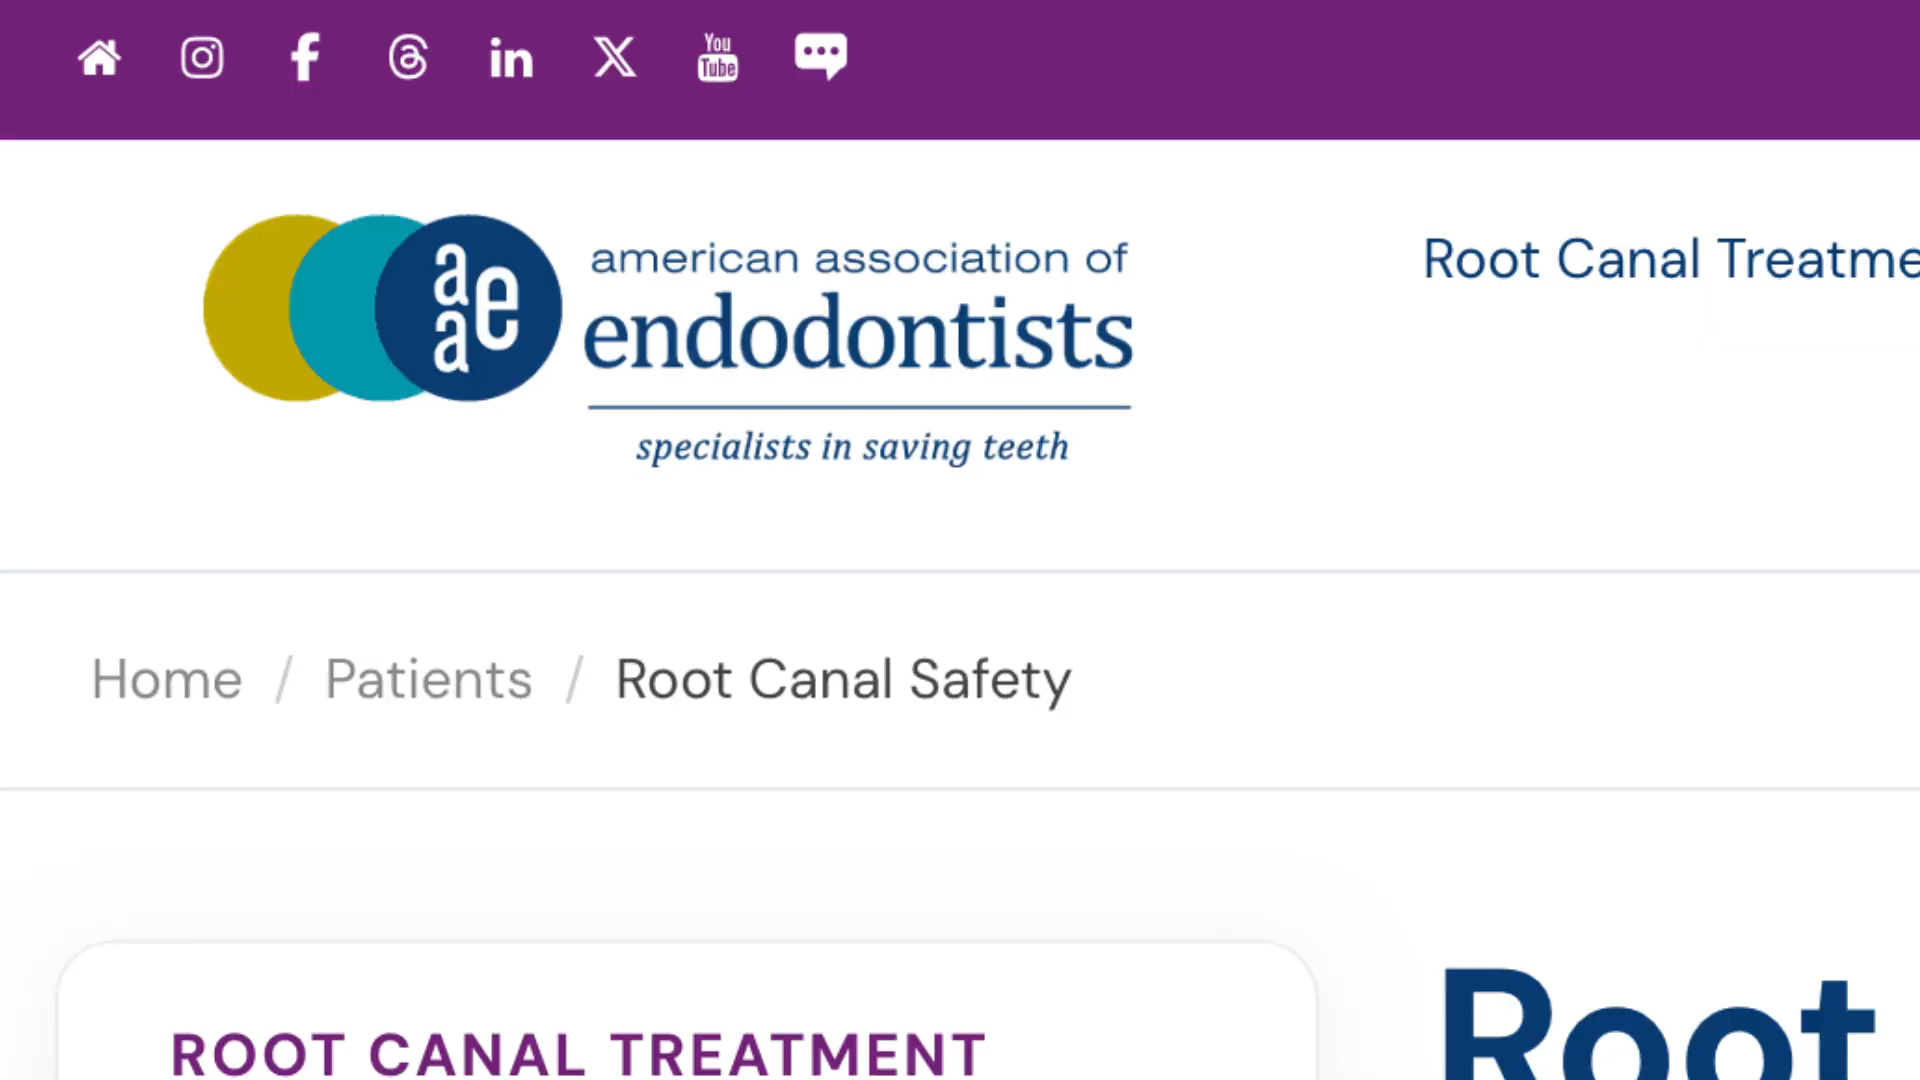 You
Tube
aae
american association of
endodontists
specialists in saving teeth
Root Canal Treatme
Home / Patients / Root Canal Safety
ROOT CANAL TREATMENT
Root